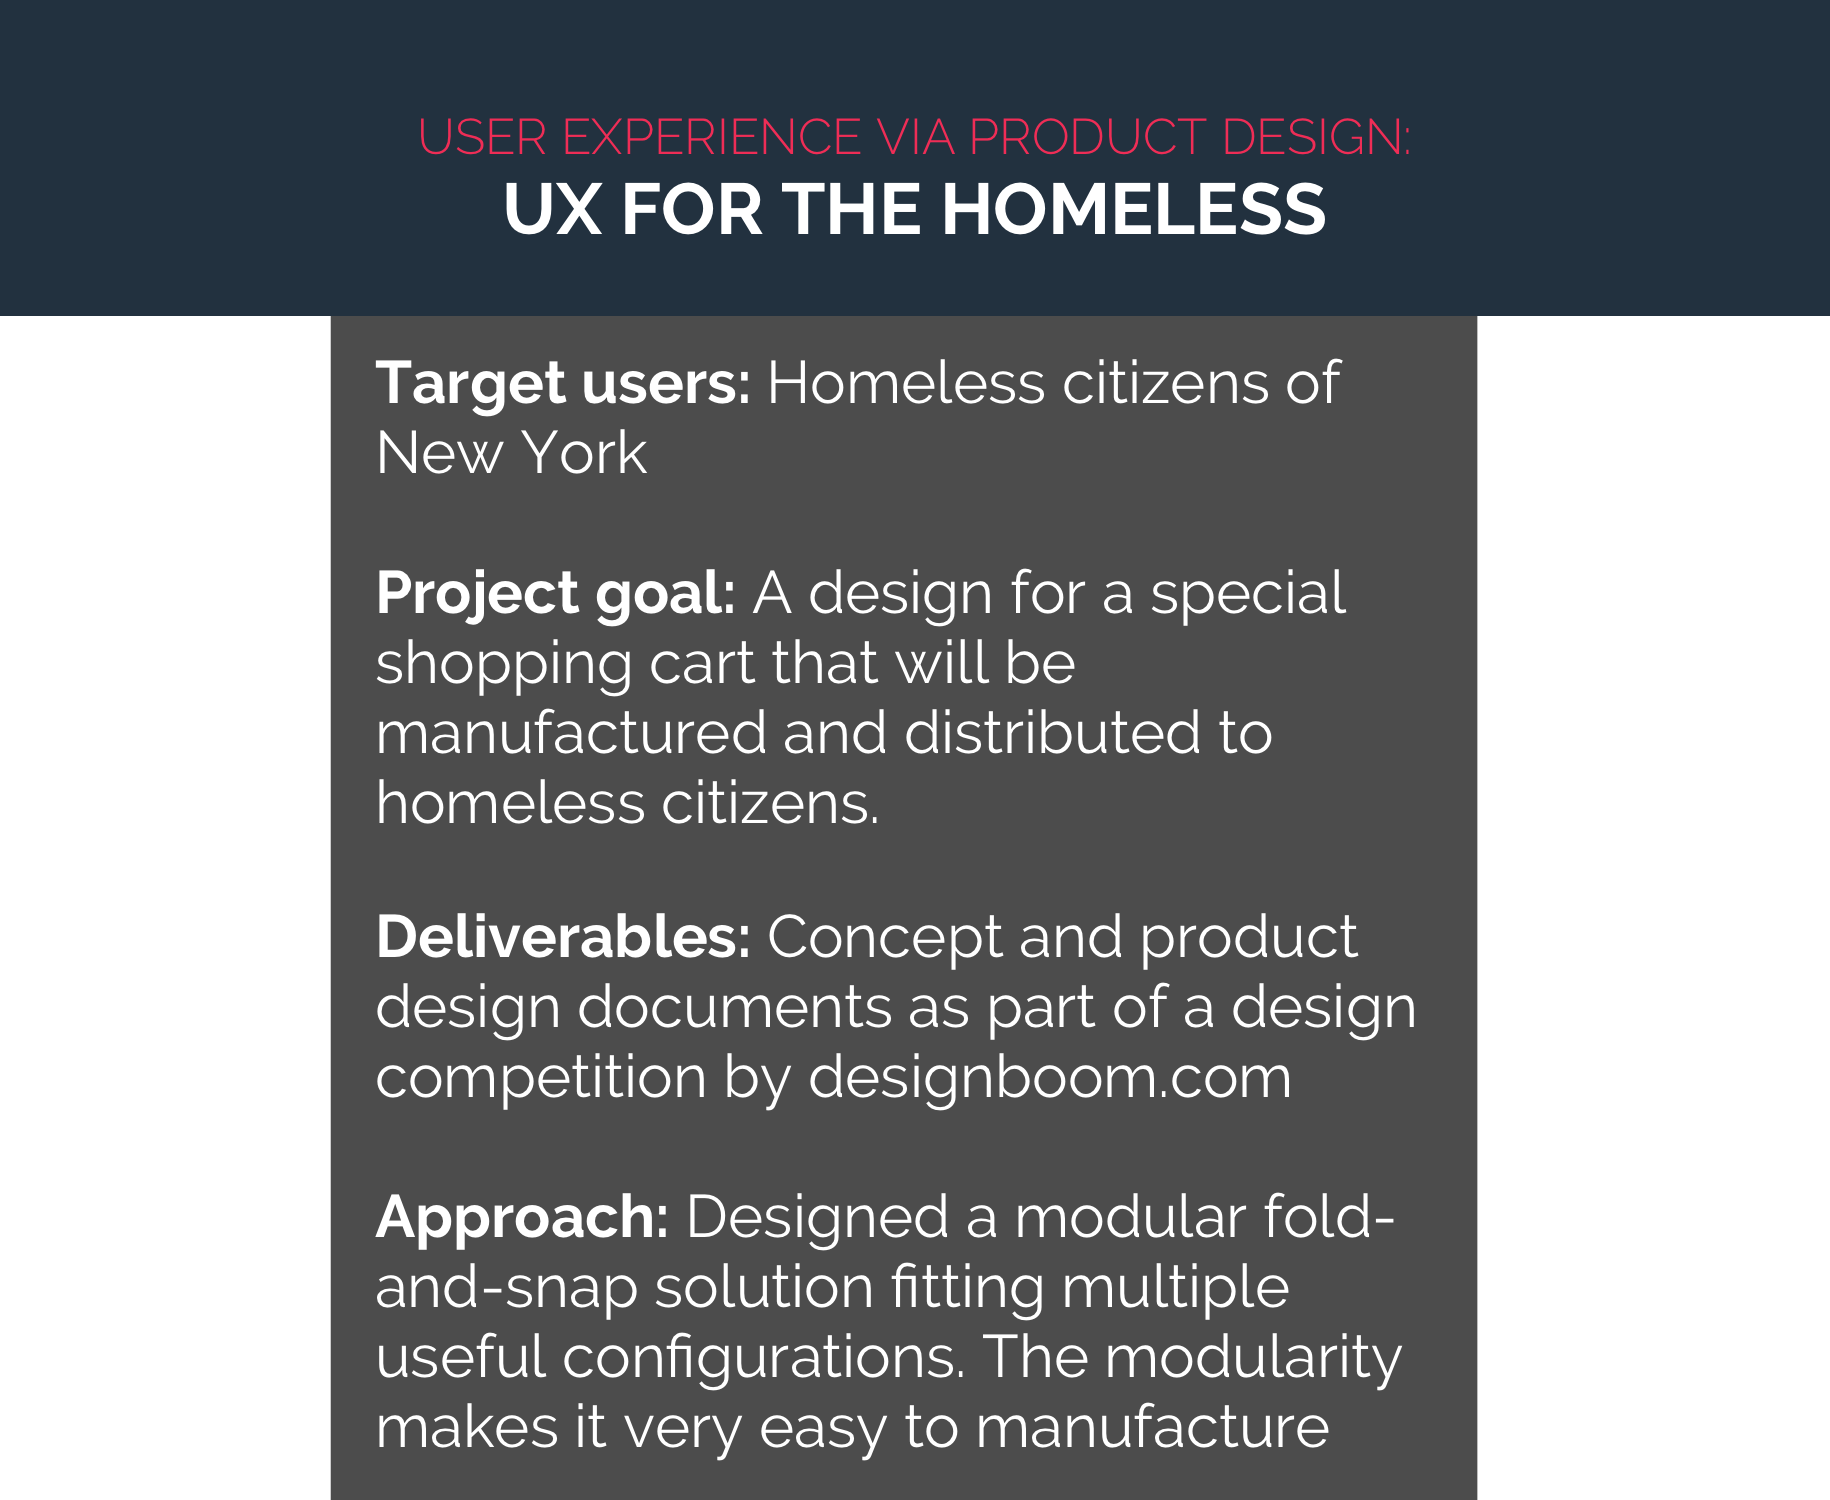 USER EXPERIENCE VIA PRODUCT DESIGN:
UX FOR THE HOMELESS
Target users: Homeless citizens of
New York
Project goal: A design for a special
shopping cart that will be
manufactured and distributed to
homeless citizens.
Deliverables: Concept and product
design documents as part of a design
competition by designboom.com
Approach: Designed a modular fold-
and-snap solution fitting multiple
useful configurations. The modularity
makes it very easy to manufacture